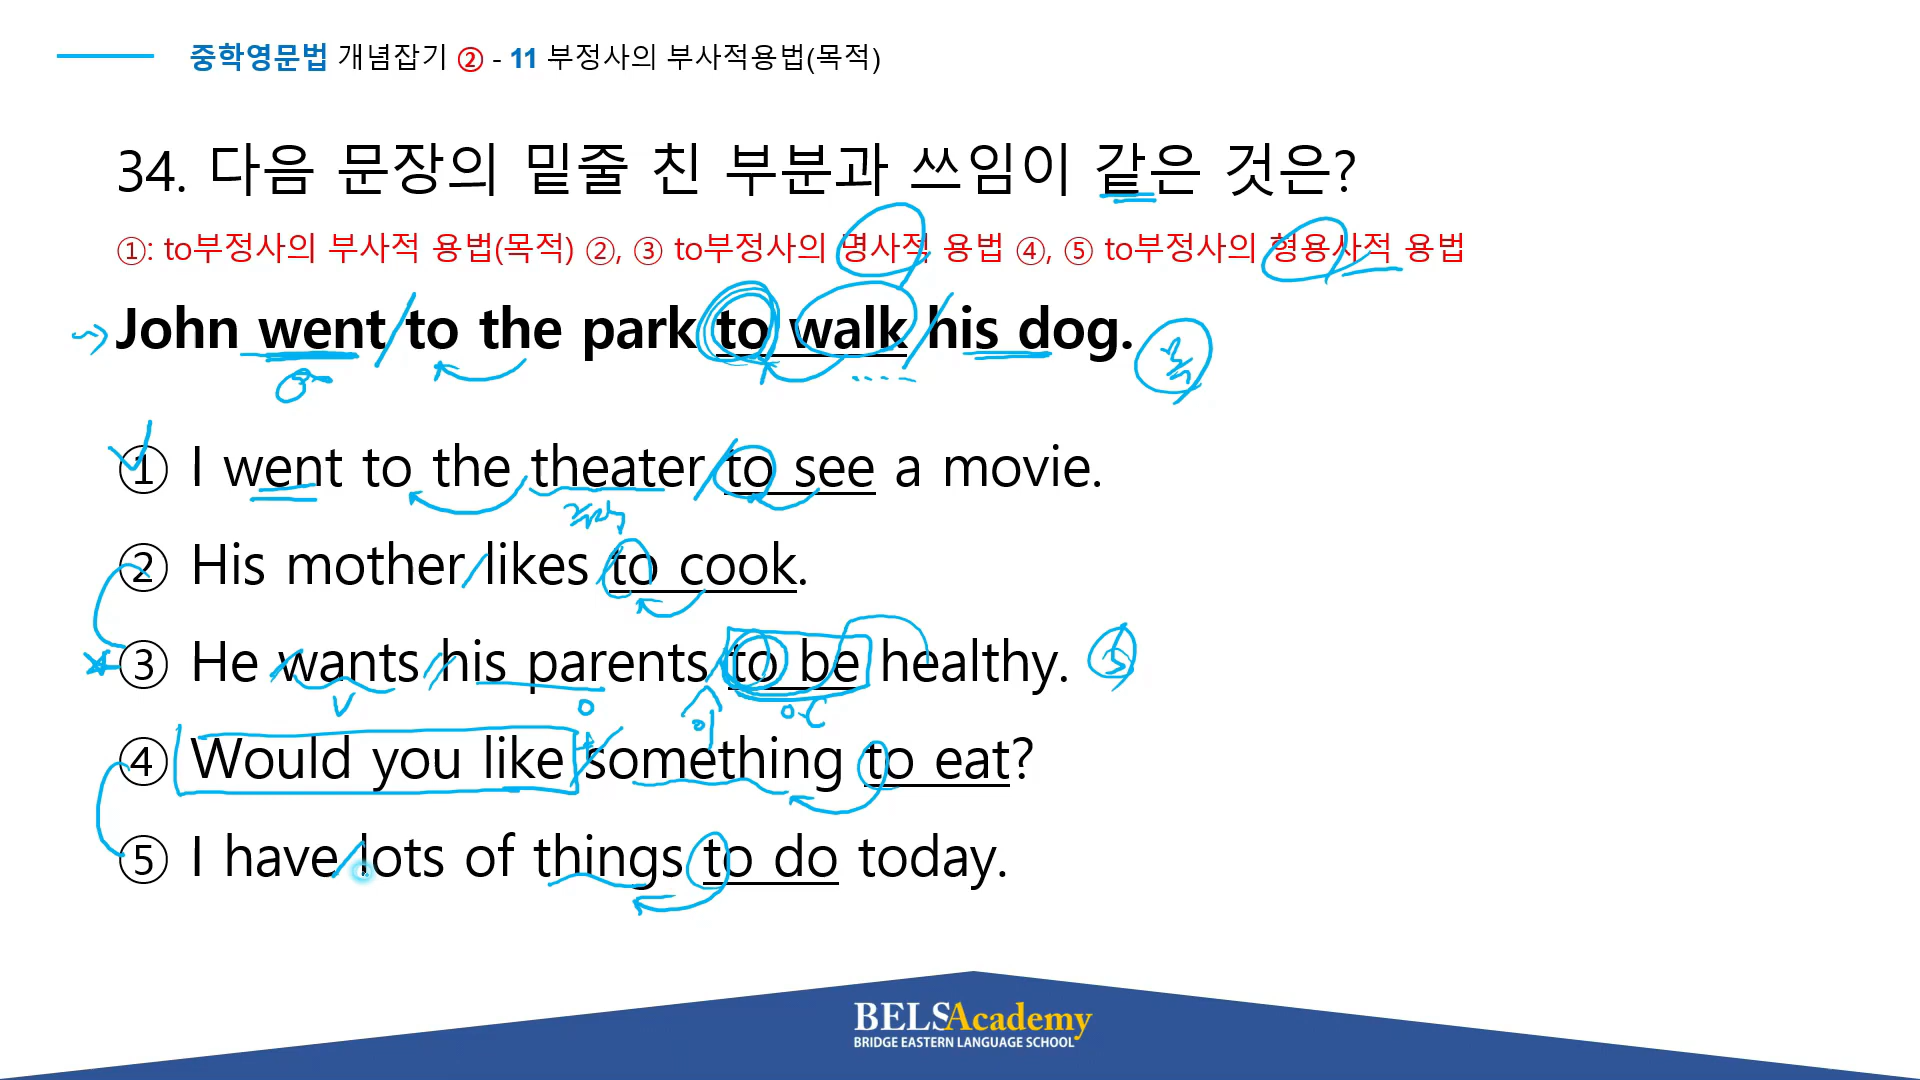 중학영문법 개념잡기 ② - 11 부정사의 부사적용법(목적)
34. 다음 문장의 밑줄 친 부분과 쓰임이 같은 것은?
①: to부정사의 부사적 용법(목적) ②, ③ to부정사의 명사적 용법 ④, ⑤ to부정사의 형용사적 용법
John went to the park to walk his dog.
① I went to the theater to see a movie.
② His mother likes to cook.
③ He wants his parents to be healthy.
④ Would you like something to eat?
⑤ I have lots of things to do today.
BELSAcademy
BRIDGE EASTERN LANGUAGE SCHOOL